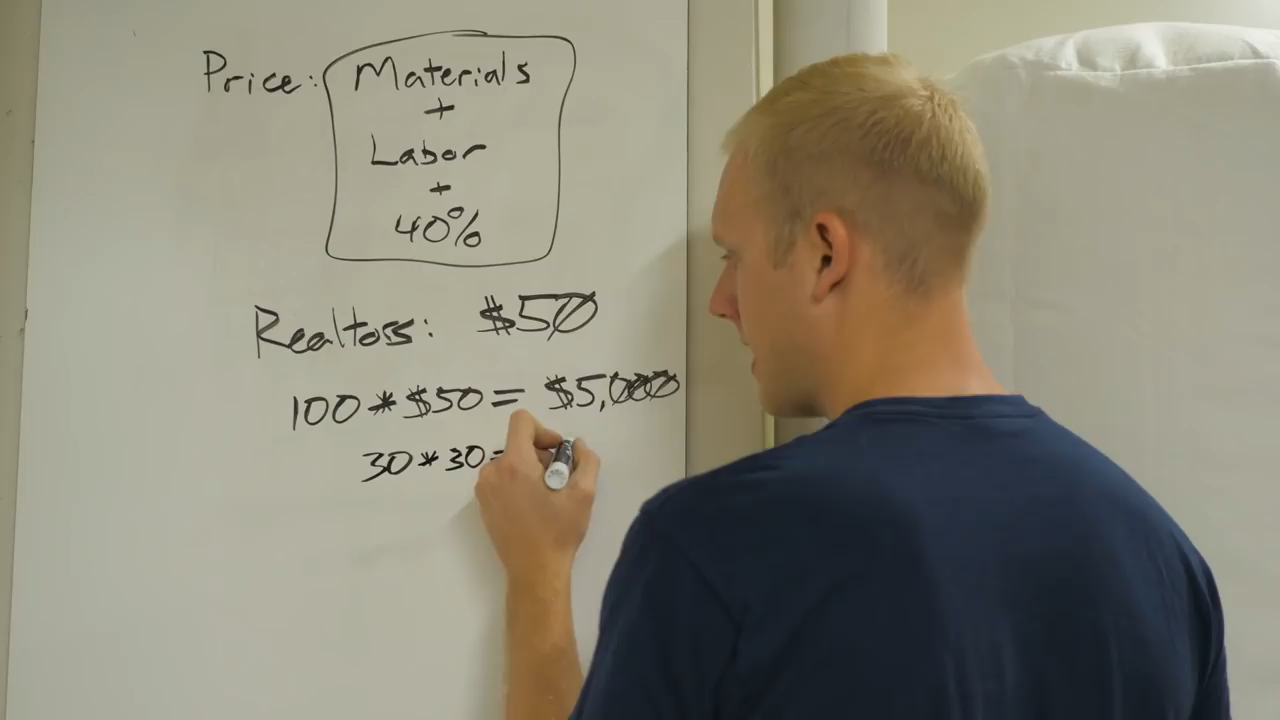 Price: Materials
+
Labor
+
40%
Realtors: $50
100 * $50 = $5,000
30 * 30 =